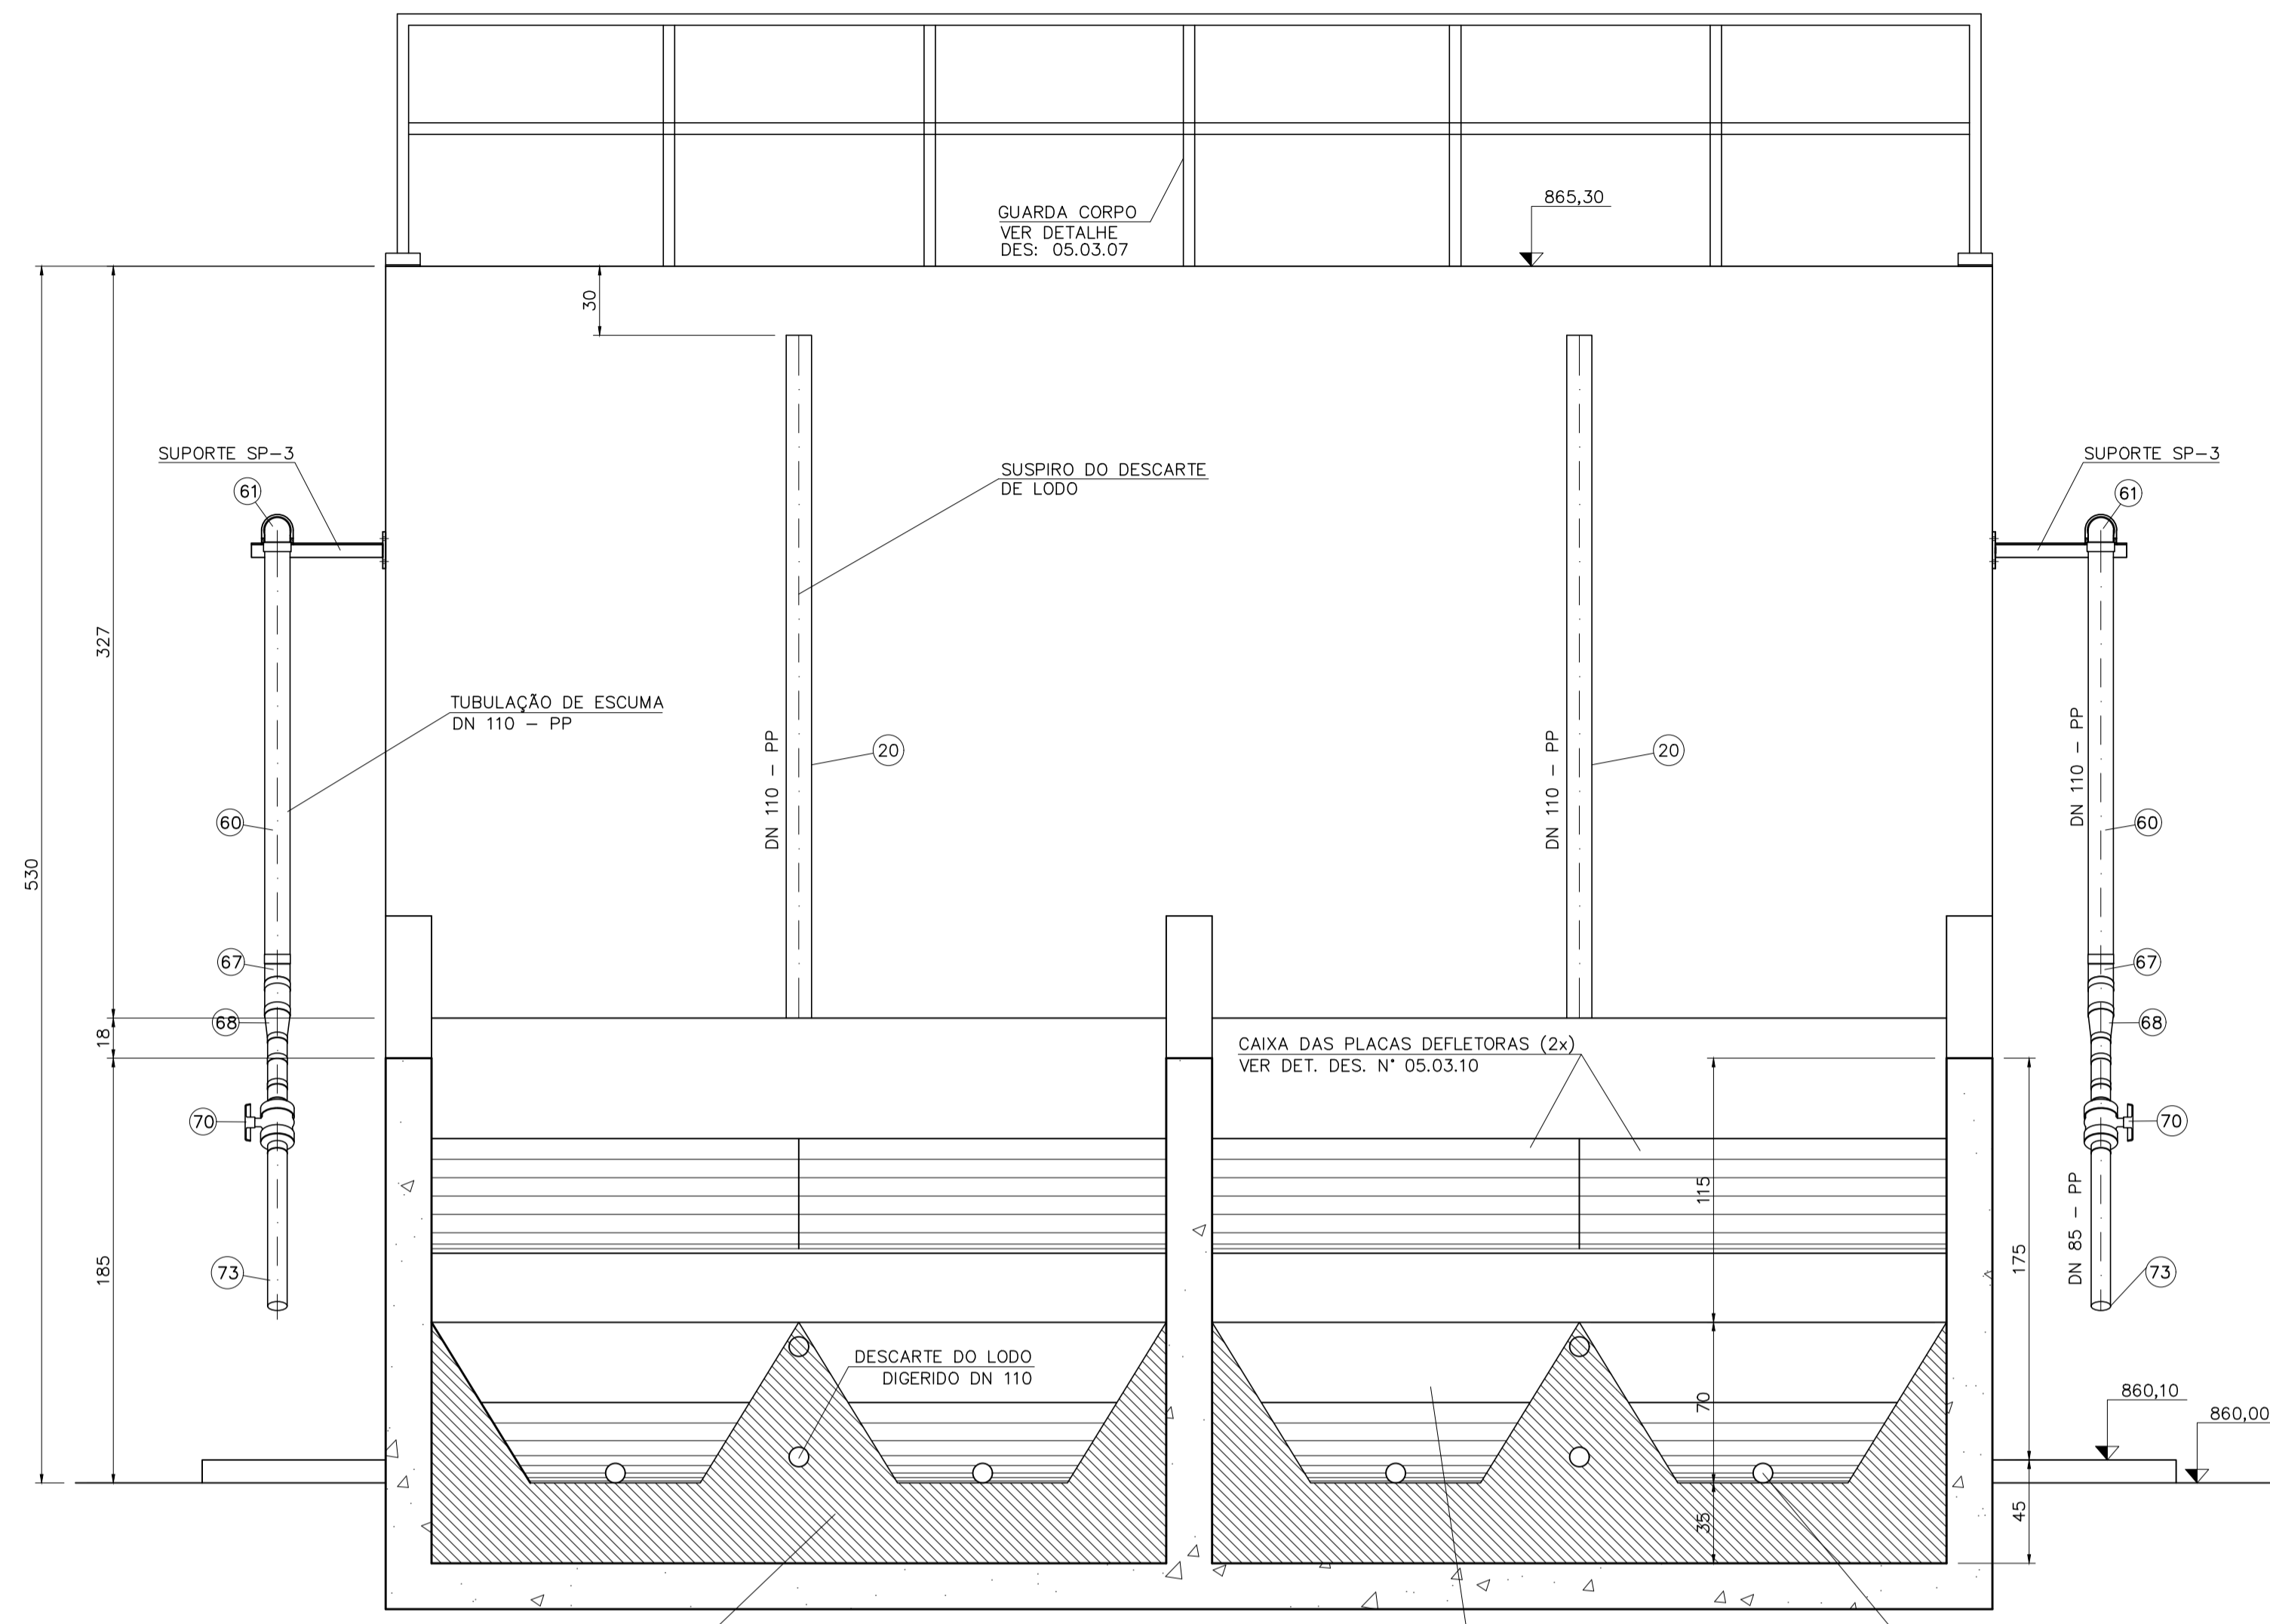 GUARDA CORPO
VER DETALHE
DES: 05.03.07
865,30
30
SUPORTE SP-3
61
SUSPIRO DO DESCARTE
DE LODO
SUPORTE SP-3
61
327
TUBULAÇÃO DE ESCUMA
DN 110 - PP
DN 110 - PP
20
DN 110 - PP
20
DN 110 - PP
60
60
530
67
67
68
68
18
CAIXA DAS PLACAS DEFLETORAS (2x)
VER DET. DES. N° 05.03.10
70
70
115
185
175
DN 85 - PP
73
73
DESCARTE DO LODO
DIGERIDO DN 110
70
860,10
860,00
35
45